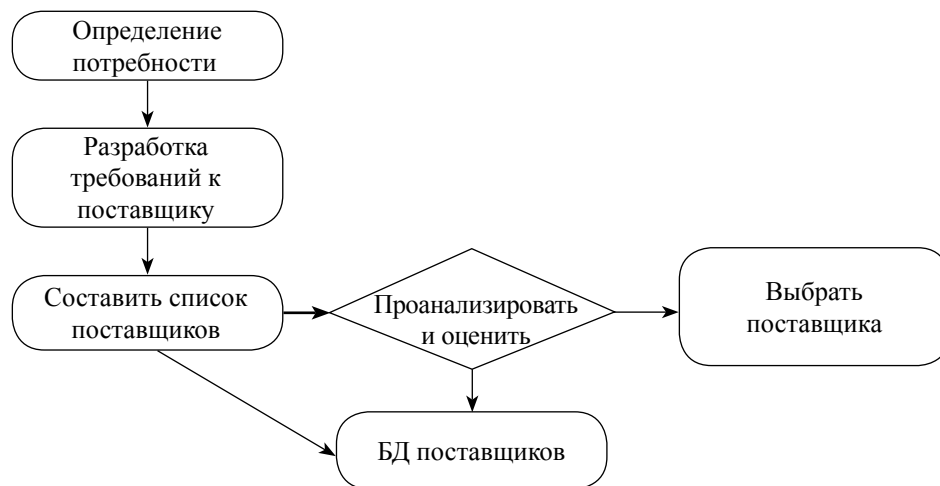 Определение
потребности
Разработка
требований к
поставщику
Составить список
поставщиков
Проанализировать
и оценить
Выбрать
поставщика
БД поставщиков